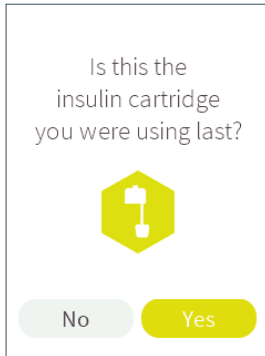 Is this the
insulin cartridge
you were using last?
No
Yes